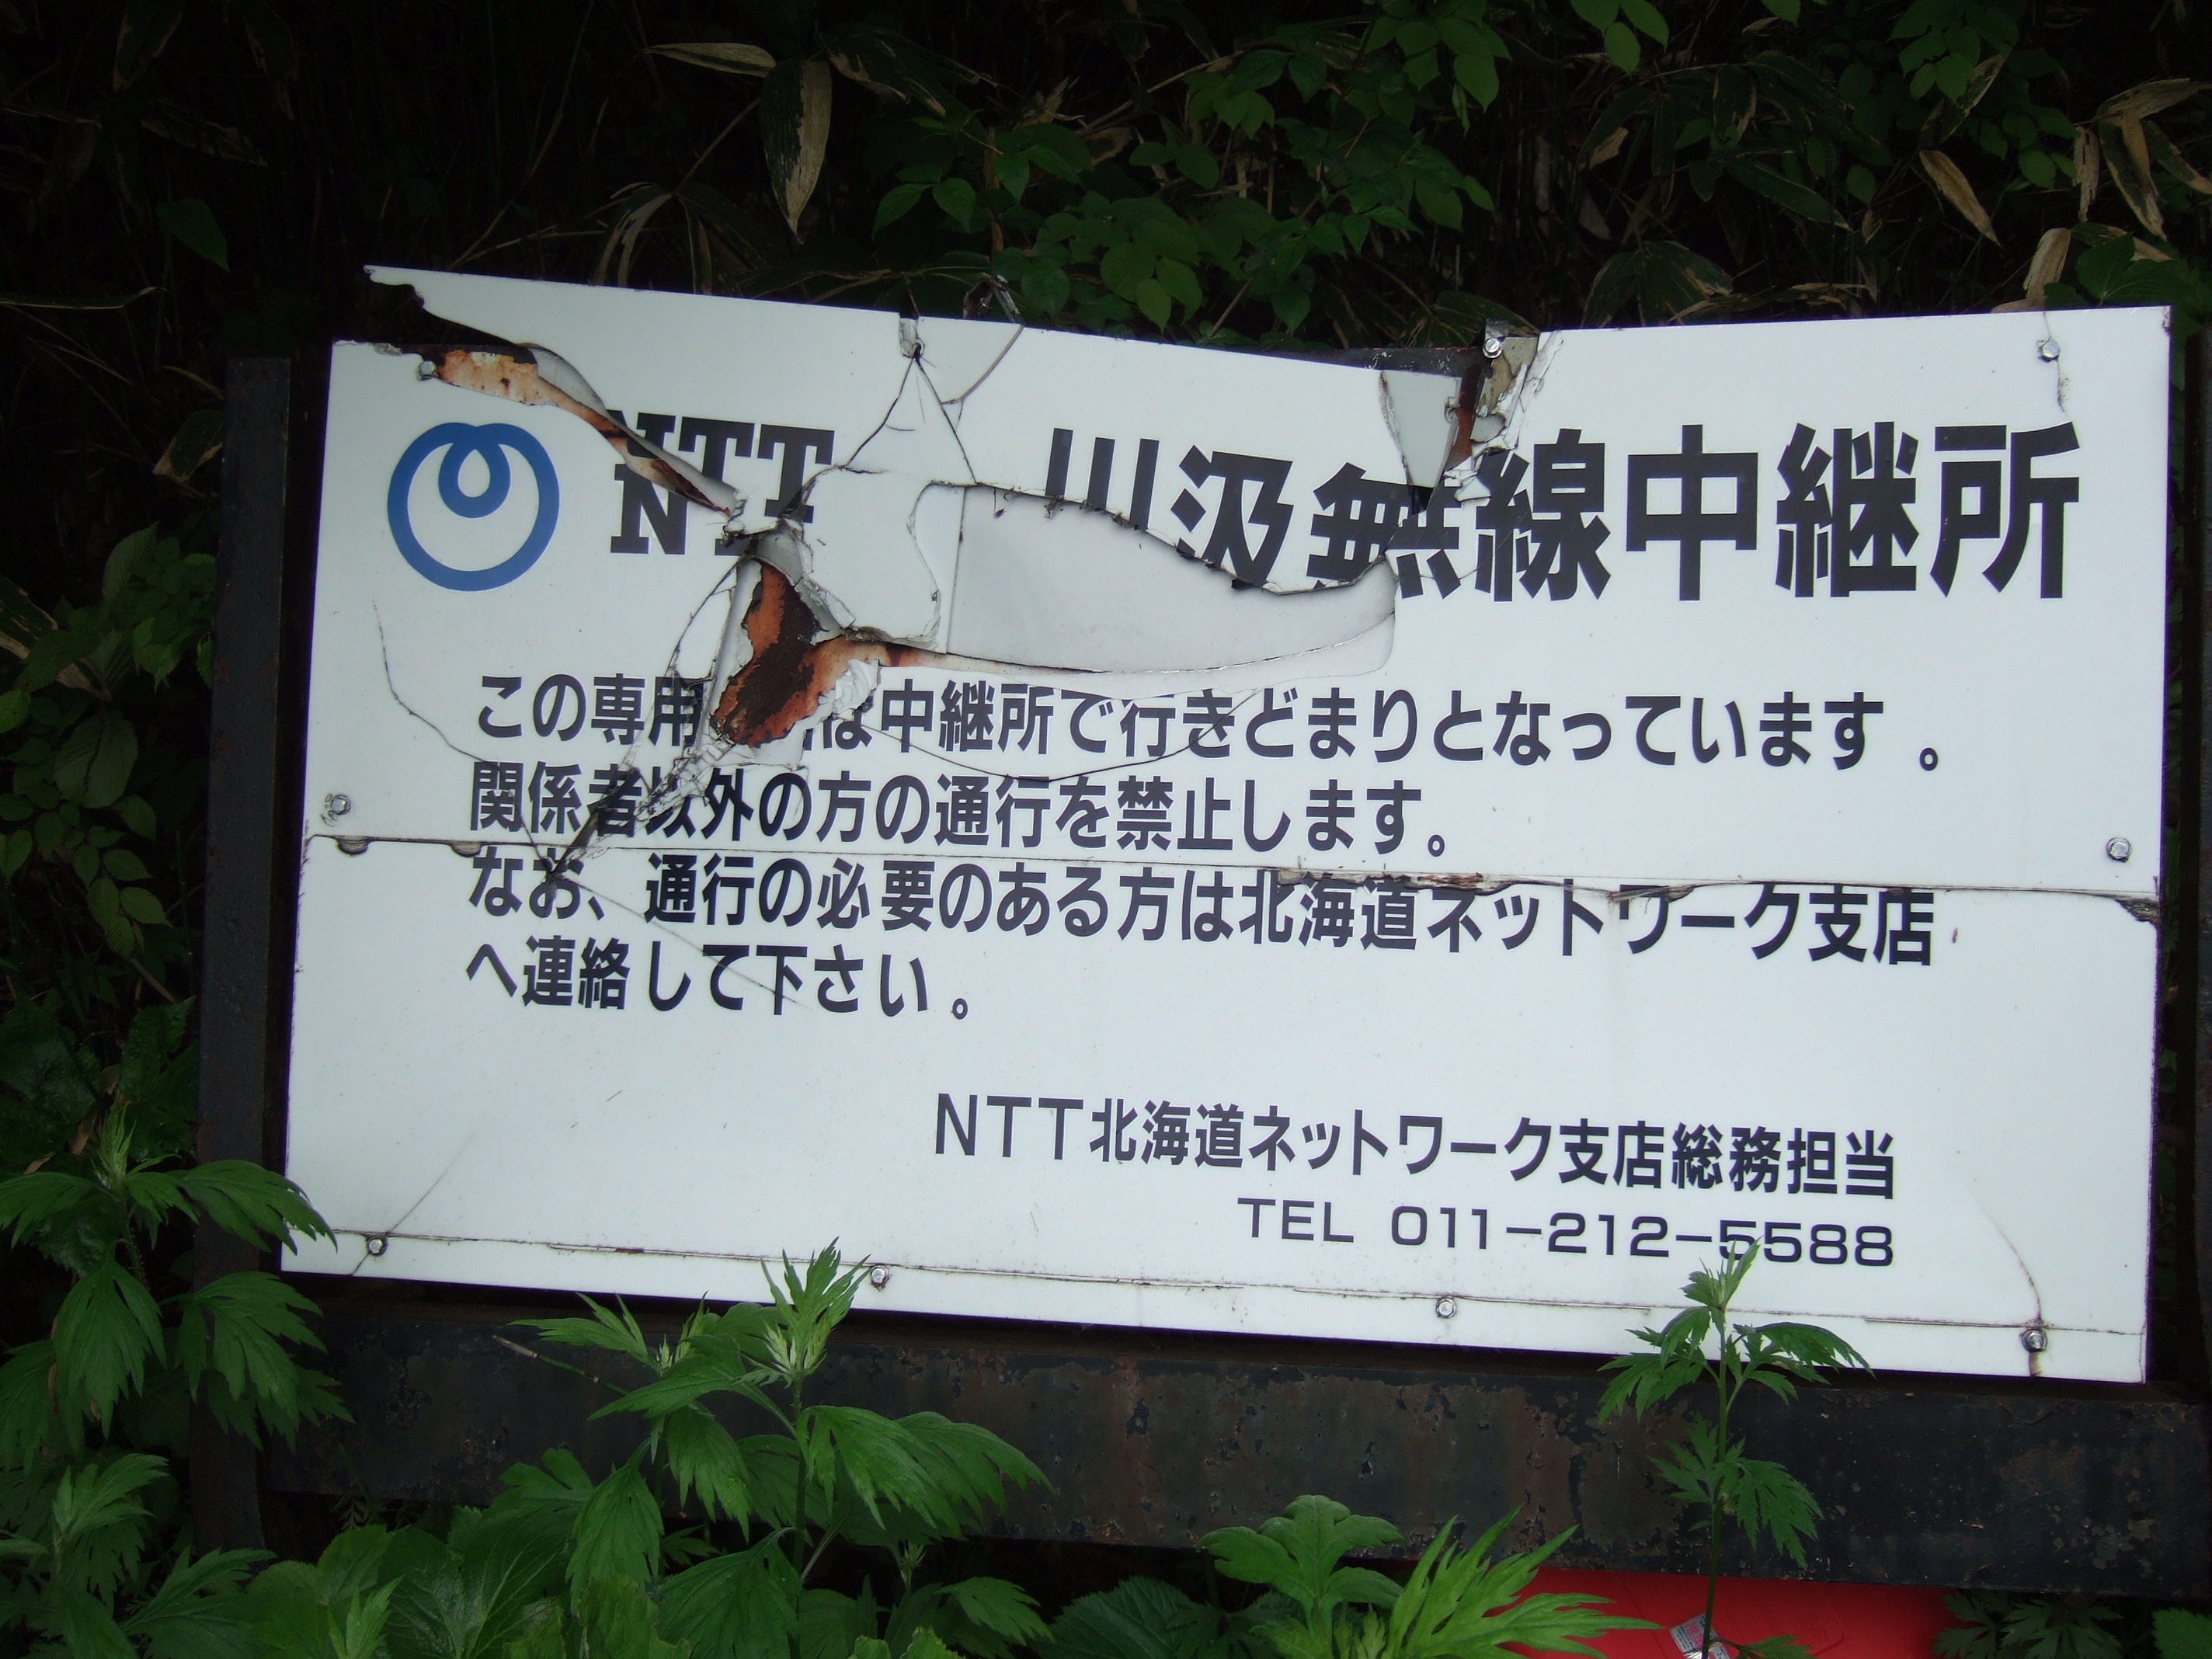 NTT 川汲無線中継所
この専用 は中継所で行きどまりとなっています。
関係者以外の方の通行を禁止します。
なお、通行の必要のある方は北海道ネットワーク支店
へ連絡して下さい。
NTT北海道ネットワーク支店総務担当
TEL 011-212-5588